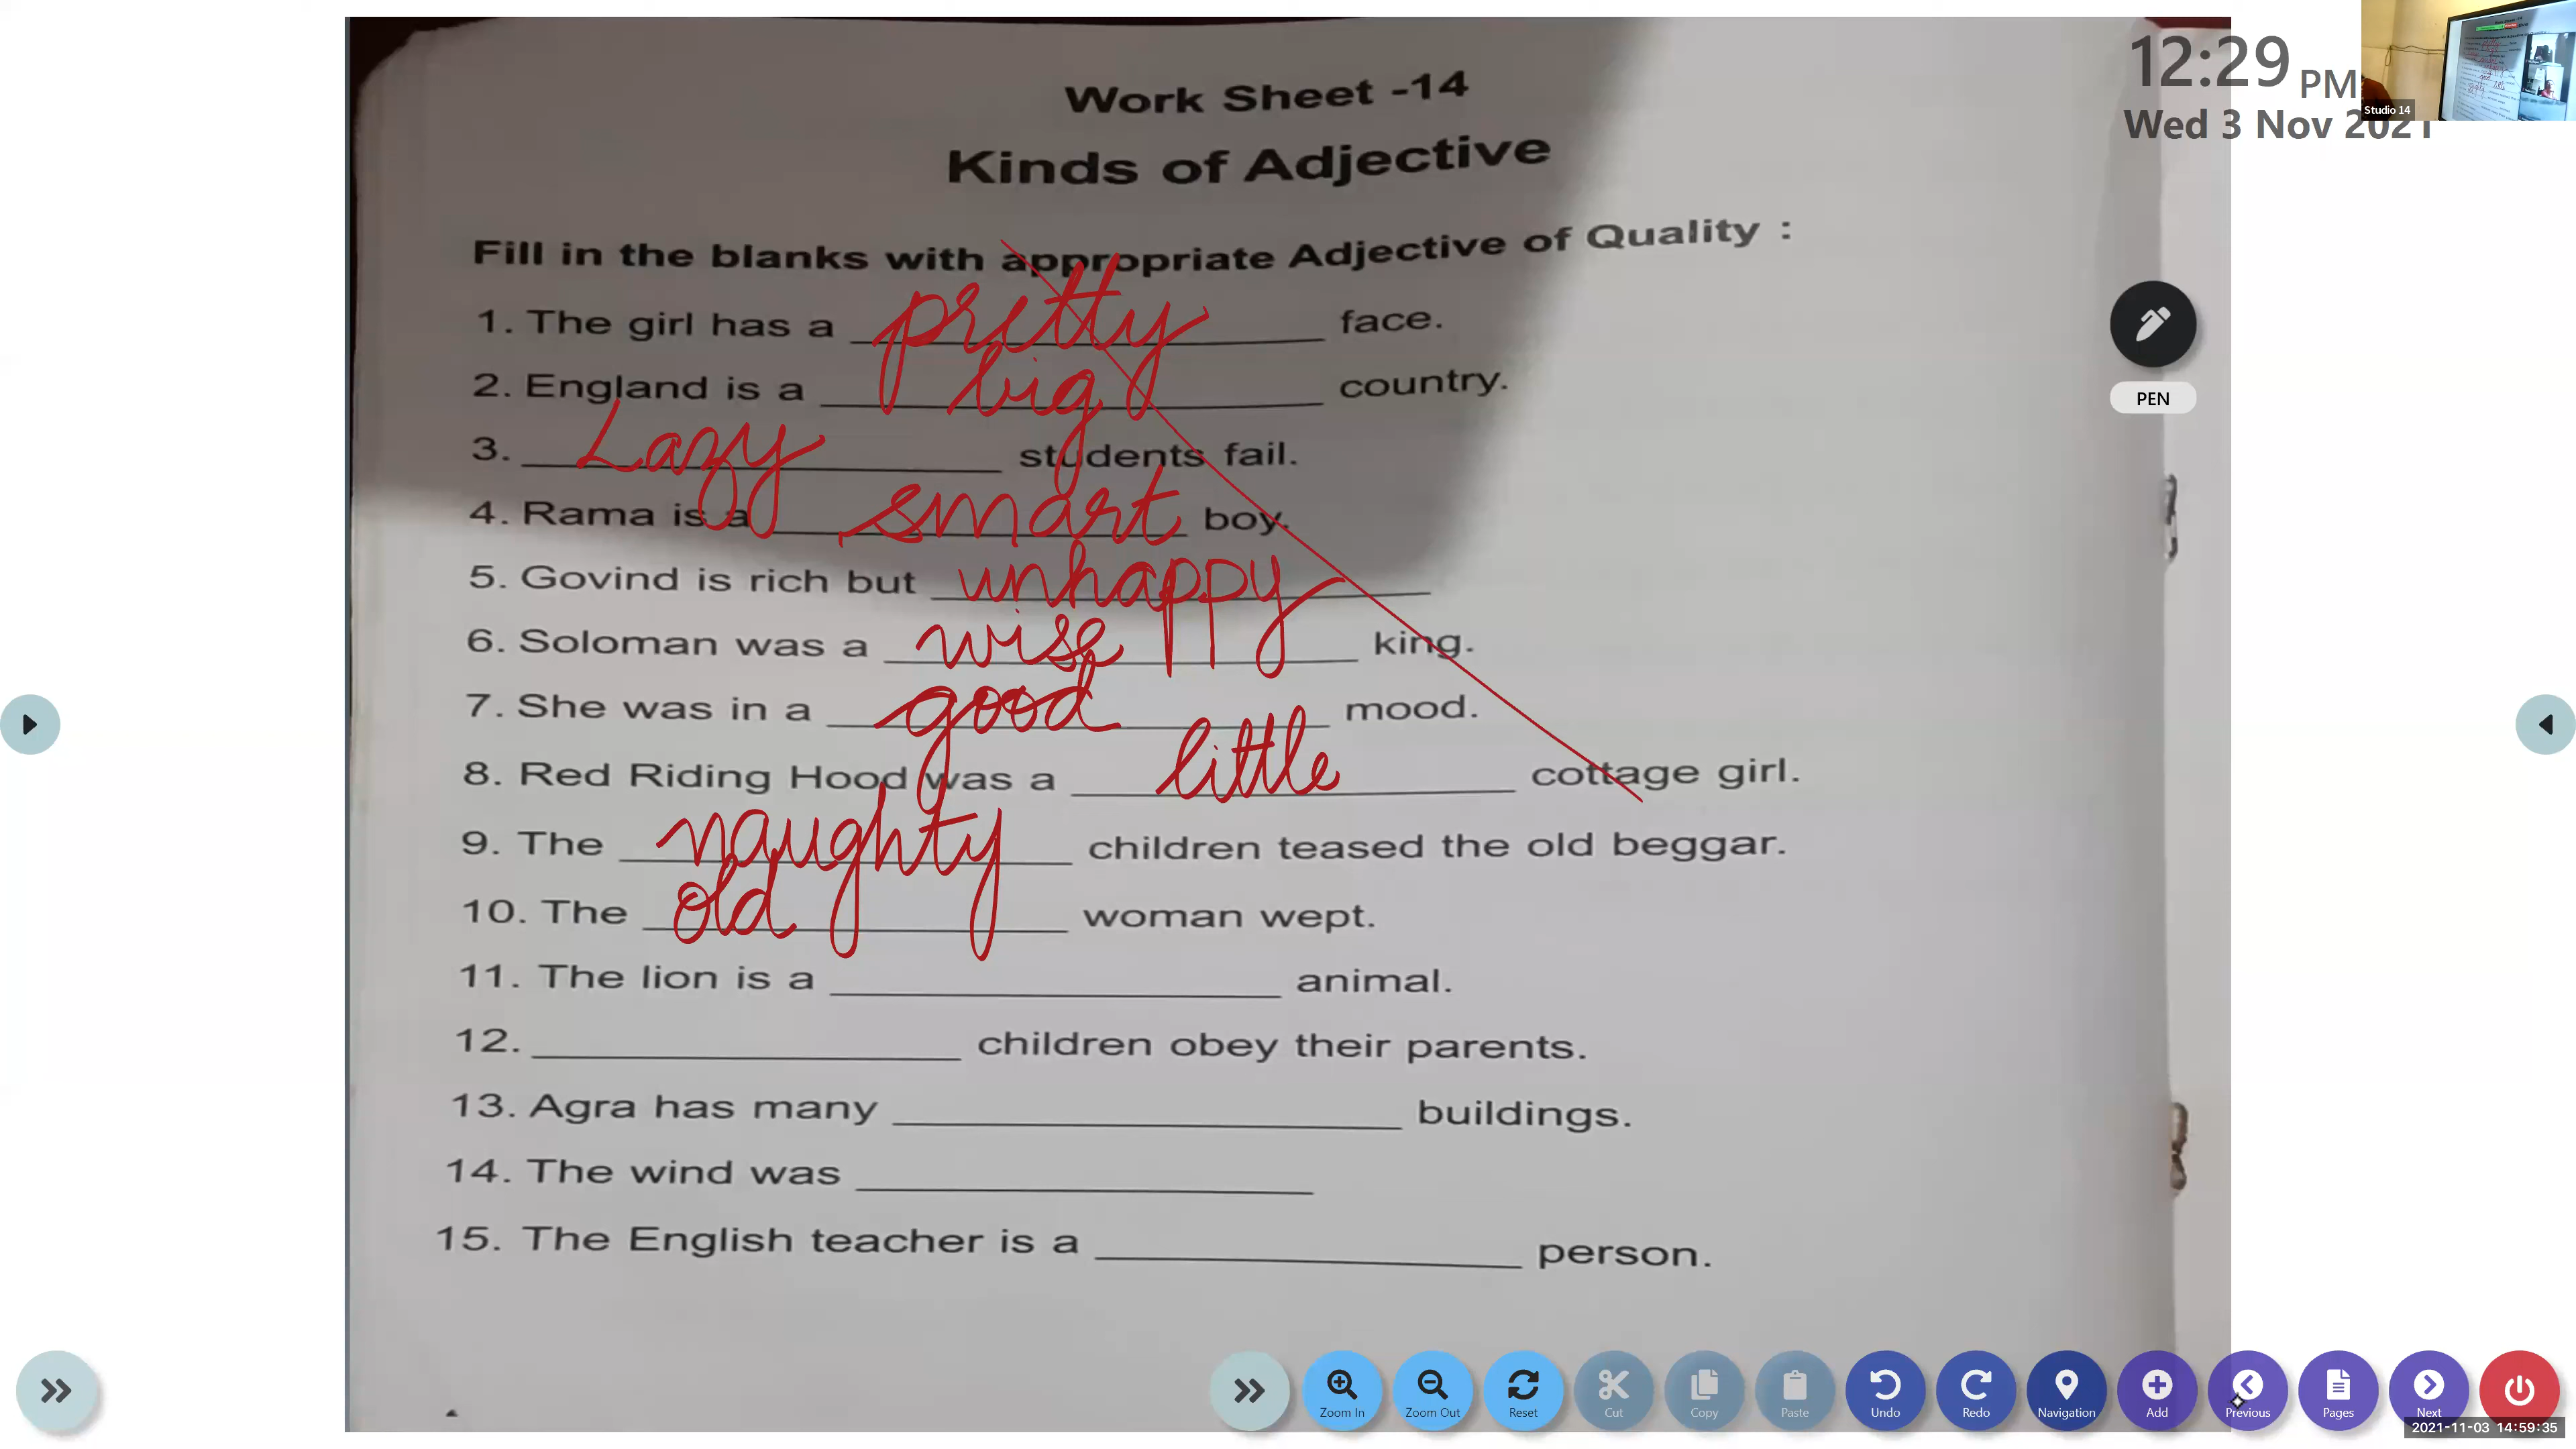 Work Sheet -14
12:29 PM
Wed 3 Nov 2021
Studio 14
Kinds of Adjective
Fill in the blanks with appropriate Adjective of Quality :
1. The girl has a pretty face.
2. England is a big country.
3. Lazy students fail.
4. Rama is a smart boy.
5. Govind is rich but unhappy
6. Soloman was a wise king.
7. She was in a good mood.
8. Red Riding Hood was a little cottage girl.
9. The naughty children teased the old beggar.
10. The old woman wept.
11. The lion is a ____ animal.
12. ____ children obey their parents.
13. Agra has many ____ buildings.
14. The wind was ____
15. The English teacher is a ____ person.
PEN
Zoom In Zoom Out Reset Cut Copy Paste Undo Redo Navigation Add Previous Pages Next
2021-11-03 14:59:35